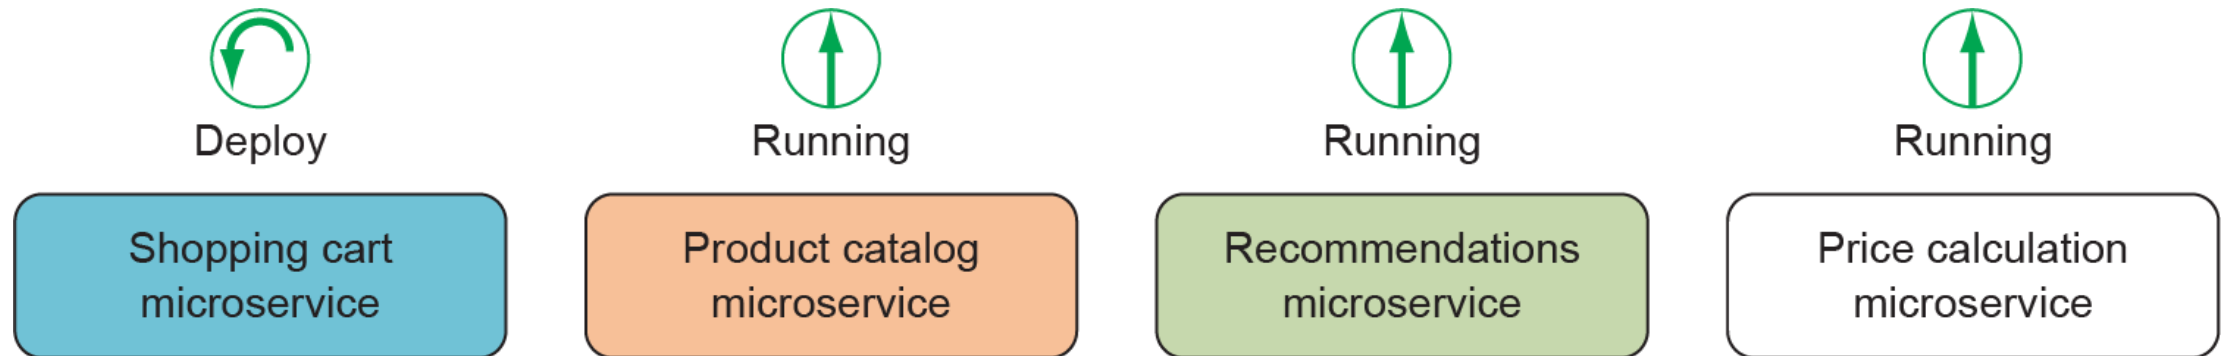 Deploy
Running
Running
Running
Shopping cart
microservice
Product catalog
microservice
Recommendations
microservice
Price calculation
microservice